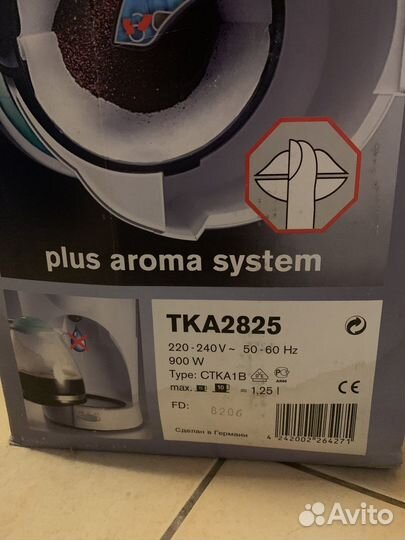 plus aroma system
TKA2825
220-240V~ 50-60 Hz
900 W
Type: CTKA1B
max. 10 = 1,25 l
FD: 8206
Сделано в Германии
4 242002 264271
CE
Avito